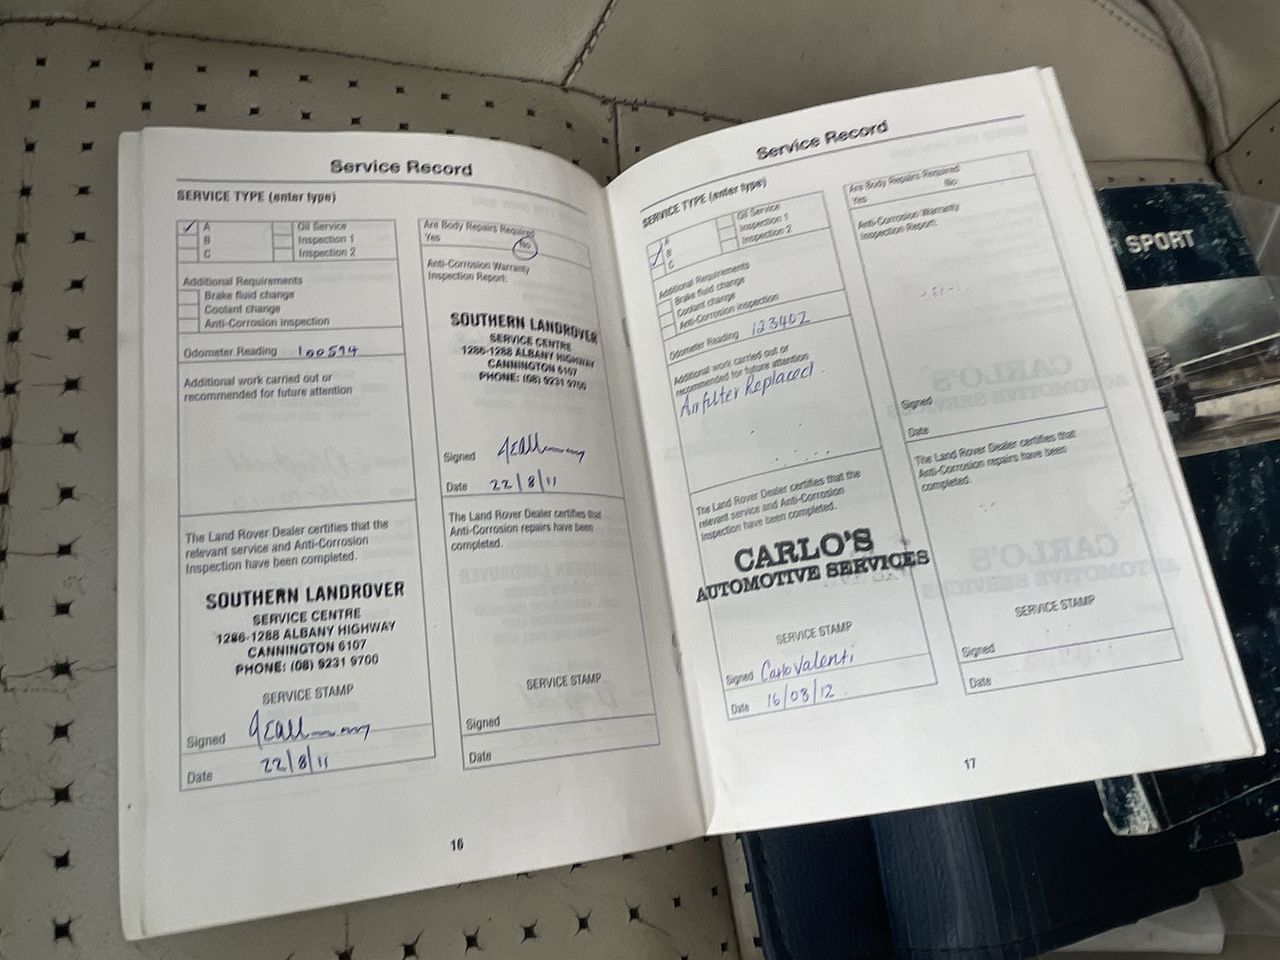 Service Record
SERVICE TYPE (enter type)
A
B
C
Oil Service
Inspection 1
Inspection 2
Additional Requirements
Brake fluid change
Coolant change
Anti-Corrosion inspection
Odometer Reading 100594
Additional work carried out or
recommended for future attention
The Land Rover Dealer certifies that the
relevant service and Anti-Corrosion
Inspection have been completed.
SOUTHERN LANDROVER
SERVICE CENTRE
1286-1288 ALBANY HIGHWAY
CANNINGTON 6107
PHONE: (08) 9231 9700
SERVICE STAMP
Signed
Date 22/8/11
Are Body Repairs Required
Yes No
Anti-Corrosion Warranty
Inspection Report:
SOUTHERN LANDROVER
SERVICE CENTRE
1286-1288 ALBANY HIGHWAY
CANNINGTON 6107
PHONE: (08) 9231 9700
Signed
Date 22/8/11
The Land Rover Dealer certifies that
Anti-Corrosion repairs have been
completed.
SERVICE STAMP
Signed
Date
16
Service Record
SERVICE TYPE (enter type)
A
B
C
Oil Service
Inspection 1
Inspection 2
Additional Requirements
Brake fluid change
Coolant change
Anti-Corrosion inspection
Odometer Reading 123402
Additional work carried out or
recommended for future attention
Airfilter Replaced.
The Land Rover Dealer certifies that the
relevant service and Anti-Corrosion
Inspection have been completed.
CARLO'S
AUTOMOTIVE SERVICES
SERVICE STAMP
Signed Carlo Valenti
Date 16/08/12
Are Body Repairs Required
Yes No
Anti-Corrosion Warranty
Inspection Report:
Signed
Date
The Land Rover Dealer certifies that
Anti-Corrosion repairs have been
completed.
SERVICE STAMP
Signed
Date
17
SPORT